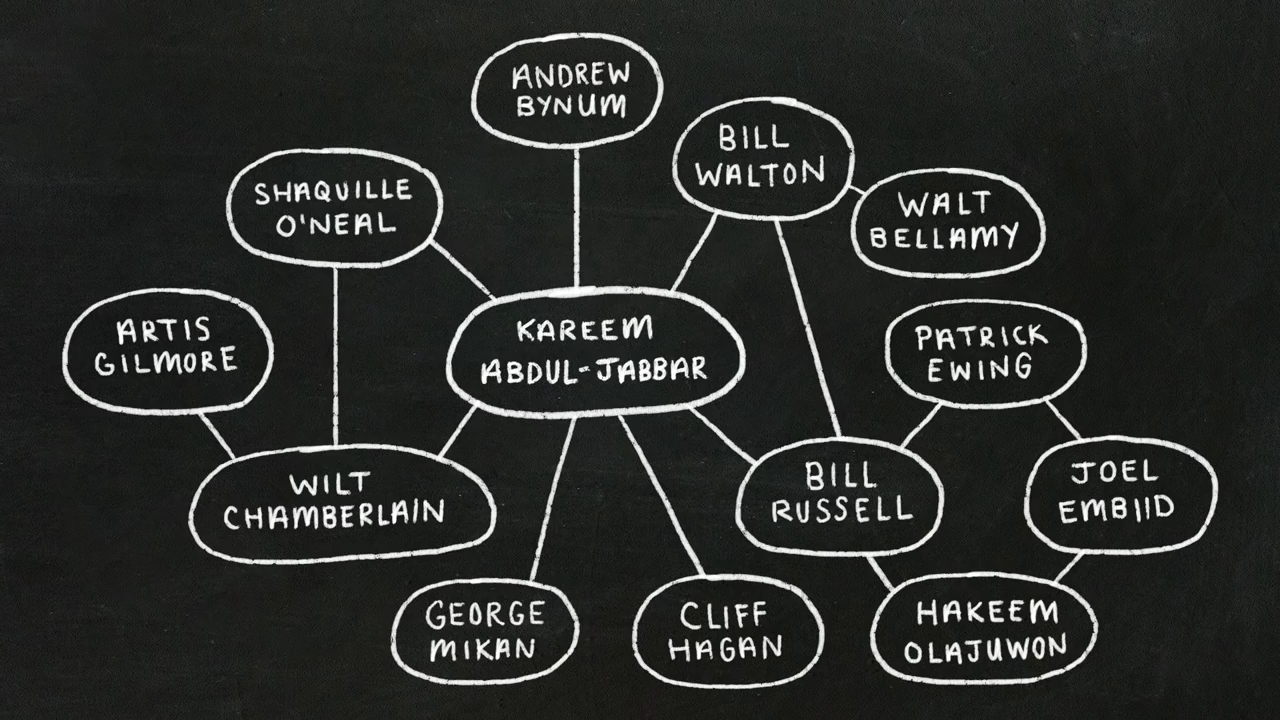 ANDREW
BYNUM
BILL
WALTON
SHAQUILLE
O'NEAL
WALT
BELLAMY
ARTIS
GILMORE
KAREEM
ABDUL-JABBAR
PATRICK
EWING
WILT
CHAMBERLAIN
BILL
RUSSELL
JOEL
EMBIID
GEORGE
MIKAN
CLIFF
HAGAN
HAKEEM
OLAJUWON